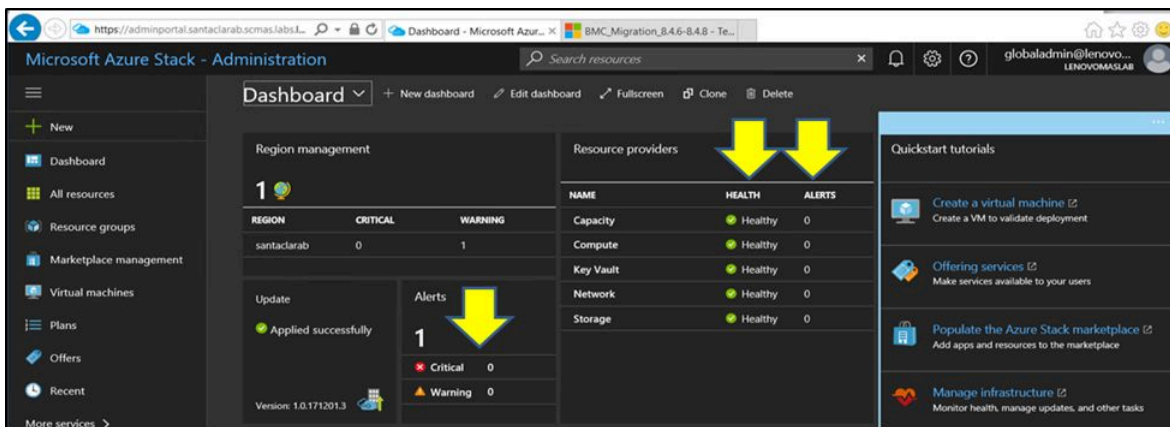 https://adminportal.santaclarab.scmas.labs.l...
Dashboard - Microsoft Azur...
BMC_Migration_8.4.6-8.4.8 - Te...
Microsoft Azure Stack - Administration
Search resources
globaladmin@lenovo...
LENOVOMASLAB
Dashboard
New dashboard
Edit dashboard
Fullscreen
Clone
Delete
New
Dashboard
All resources
Resource groups
Marketplace management
Virtual machines
Plans
Offers
Recent
More services >
Region management
1
REGION CRITICAL WARNING
santaclarab 0 1
Update
Applied successfully
Version: 1.0.171201.3
Alerts
1
Critical 0
Warning 0
Resource providers
NAME HEALTH ALERTS
Capacity Healthy 0
Compute Healthy 0
Key Vault Healthy 0
Network Healthy 0
Storage Healthy 0
Quickstart tutorials
Create a virtual machine
Create a VM to validate deployment
Offering services
Make services available to your users
Populate the Azure Stack marketplace
Add apps and resources to the marketplace
Manage infrastructure
Monitor health, manage updates, and other tasks